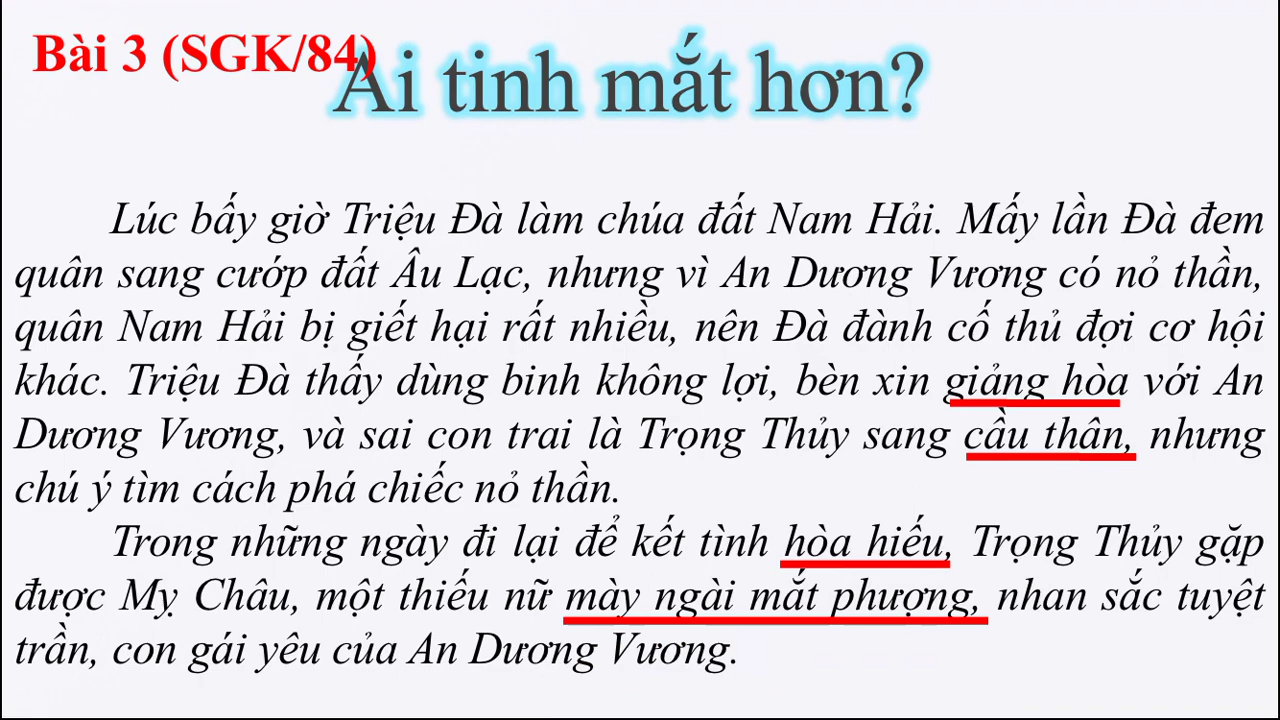 Bài 3 (SGK/84)
Ai tinh mắt hơn?
Lúc bấy giờ Triệu Đà làm chúa đất Nam Hải. Mấy lần Đà đem
quân sang cướp đất Âu Lạc, nhưng vì An Dương Vương có nỏ thần,
quân Nam Hải bị giết hại rất nhiều, nên Đà đành cố thủ đợi cơ hội
khác. Triệu Đà thấy dùng binh không lợi, bèn xin giảng hòa với An
Dương Vương, và sai con trai là Trọng Thủy sang cầu thân, nhưng
chú ý tìm cách phá chiếc nỏ thần.
Trong những ngày đi lại để kết tình hòa hiếu, Trọng Thủy gặp
được Mỵ Châu, một thiếu nữ mày ngài mắt phượng, nhan sắc tuyệt
trần, con gái yêu của An Dương Vương.